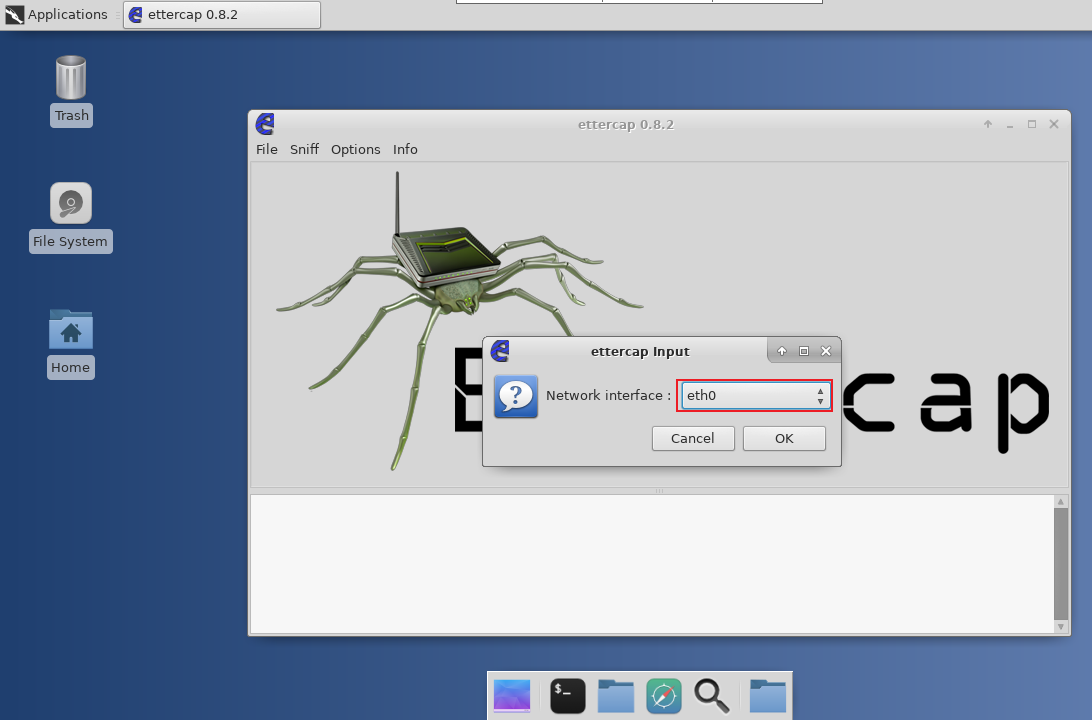 Applications
ettercap 0.8.2
Trash
ettercap 0.8.2
File Sniff Options Info
File System
ettercap Input
Network interface : eth0
Cancel OK
Home
$_